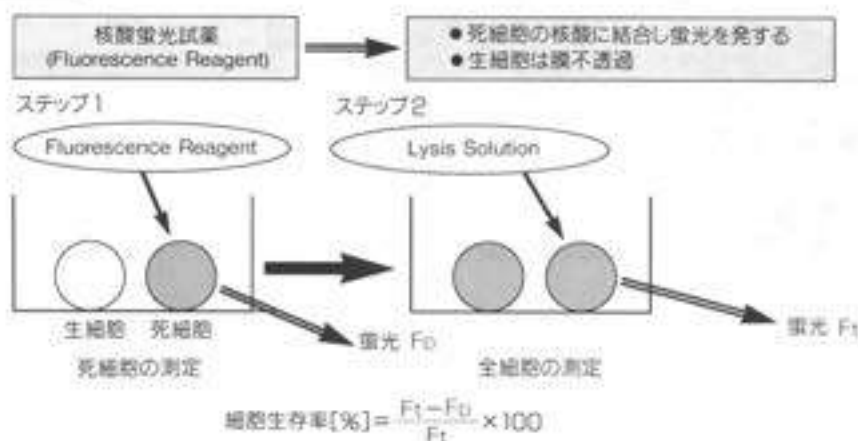 核酸蛍光試薬
(Fluorescence Reagent)
● 死細胞の核酸に結合し蛍光を発する
● 生細胞は膜不透過
ステップ1
Fluorescence Reagent
生細胞 死細胞
蛍光 FD
死細胞の測定
ステップ2
Lysis Solution
蛍光 Ft
全細胞の測定
細胞生存率[%]=Ft−FD/Ft×100